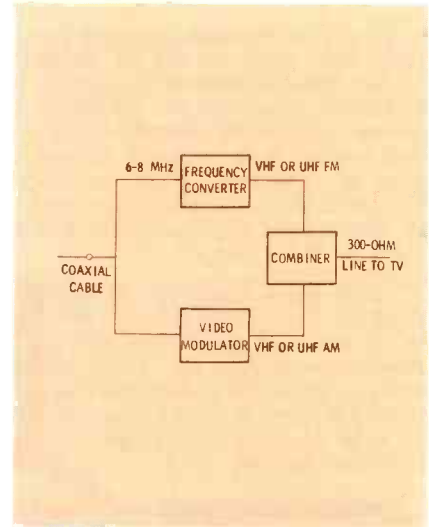 6-8 MHz
FREQUENCY
CONVERTER
VHF OR UHF FM
COAXIAL
CABLE
COMBINER
300-OHM
LINE TO TV
VIDEO
MODULATOR
VHF OR UHF AM